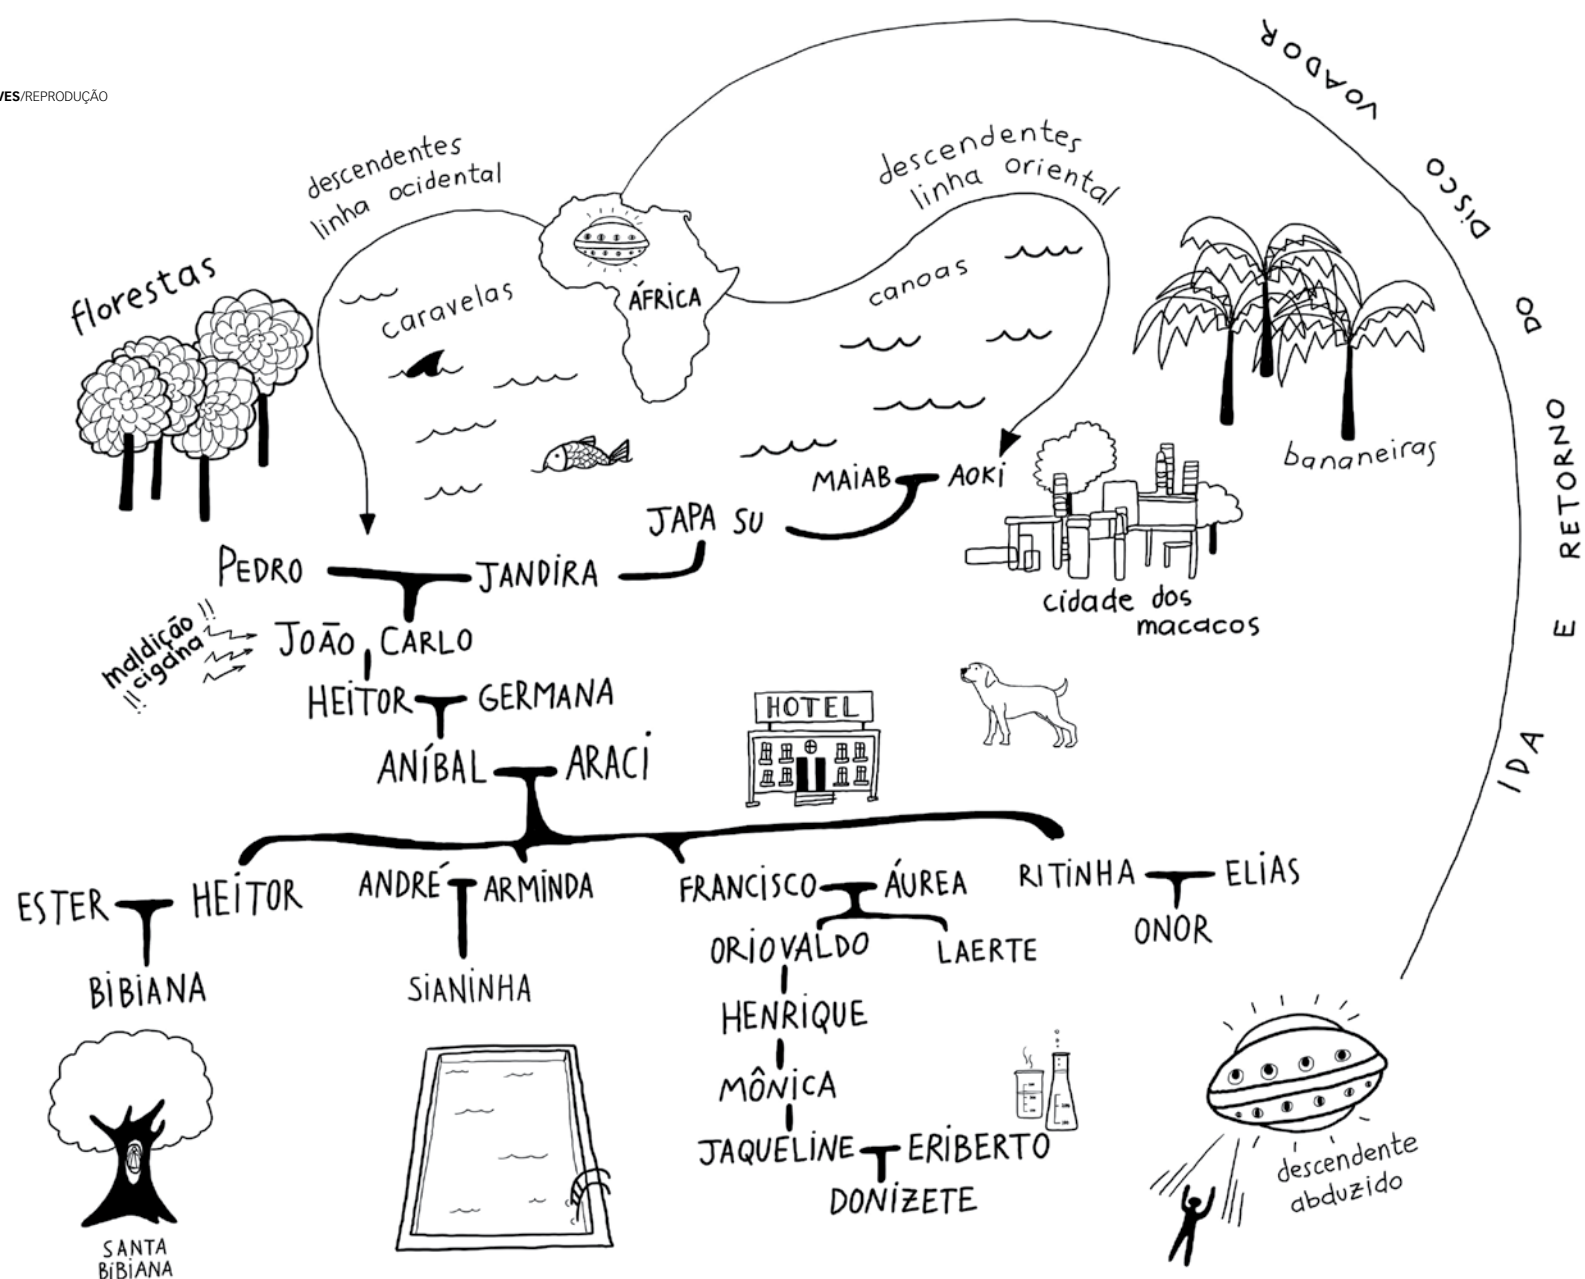 VES/REPRODUÇÃO
IDA E RETORNO DO DISCO VOADOR
descendentes
linha ocidental
descendentes
linha oriental
florestas
caravelas
ÁFRICA
canoas
bananeiras
MAIAB AOKI
JAPA SU
PEDRO JANDIRA
cidade dos
macacos
!! maldição
cigana !!
JOÃO CARLO
HEITOR GERMANA
HOTEL
ANÍBAL ARACI
ESTER HEITOR ANDRÉ ARMINDA FRANCISCO ÁUREA RITINHA ELIAS
ORIOVALDO LAERTE ONOR
BIBIANA SIANINHA
HENRIQUE
MÔNICA
JAQUELINE ERIBERTO
DONIZETE
descendente
abduzido
SANTA
BIBIANA